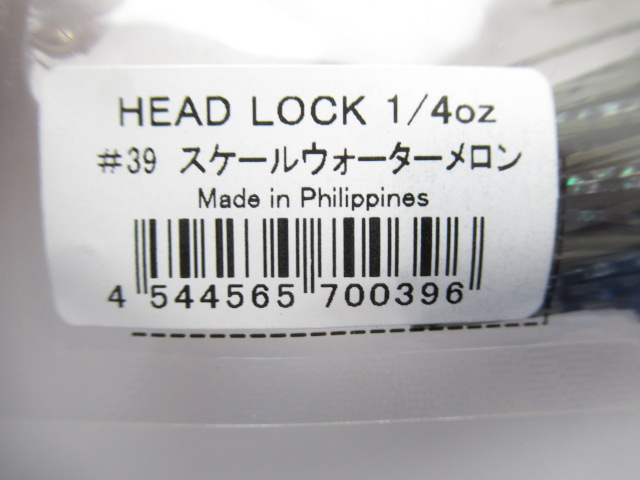 HEAD LOCK 1/4oz
#39 スケールウォーターメロン
Made in Philippines
4 544565 700396